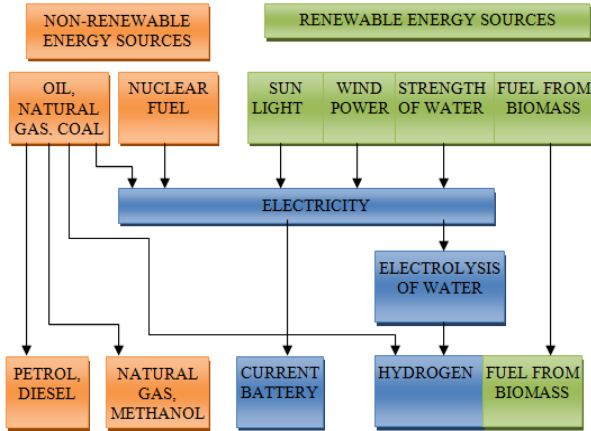 NON-RENEWABLE
ENERGY SOURCES
RENEWABLE ENERGY SOURCES
OIL,
NATURAL
GAS, COAL
NUCLEAR
FUEL
SUN
LIGHT
WIND
POWER
STRENGTH
OF WATER
FUEL FROM
BIOMASS
ELECTRICITY
ELECTROLYSIS
OF WATER
PETROL,
DIESEL
NATURAL
GAS,
METHANOL
CURRENT
BATTERY
HYDROGEN
FUEL FROM
BIOMASS